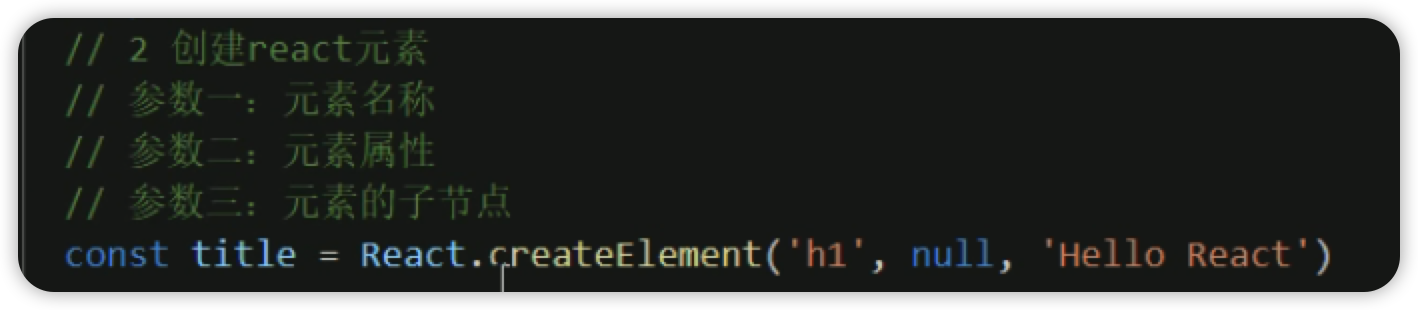 // 2 创建react元素
// 参数一：元素名称
// 参数二：元素属性
// 参数三：元素的子节点
const title = React.createElement('h1', null, 'Hello React')